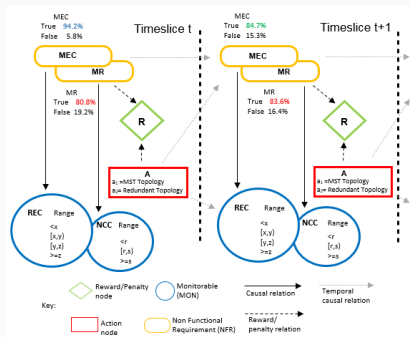 MEC
True 94.2%
False 5.8%
Timeslice t
MEC
MR
MR
True 80.8%
False 19.2%
R
A
a₁ =MST Topology
a₂= Redundant Topology
REC Range
<x
[x,y)
[y,z)
>=z
NCC Range
<r
[r,s)
>=s
MEC
True 84.7%
False 15.3%
Timeslice t+1
MEC
MR
MR
True 83.6%
False 16.4%
R
A
a₁ =MST Topology
a₂= Redundant Topology
REC Range
<x
[x,y)
[y,z)
>=z
NCC Range
<r
[r,s)
>=s
Key:
Reward/Penalty
node
Monitorable
(MON)
Causal relation
Temporal
causal relation
Action
node
Non Functional
Requirement (NFR)
Reward/
penalty relation